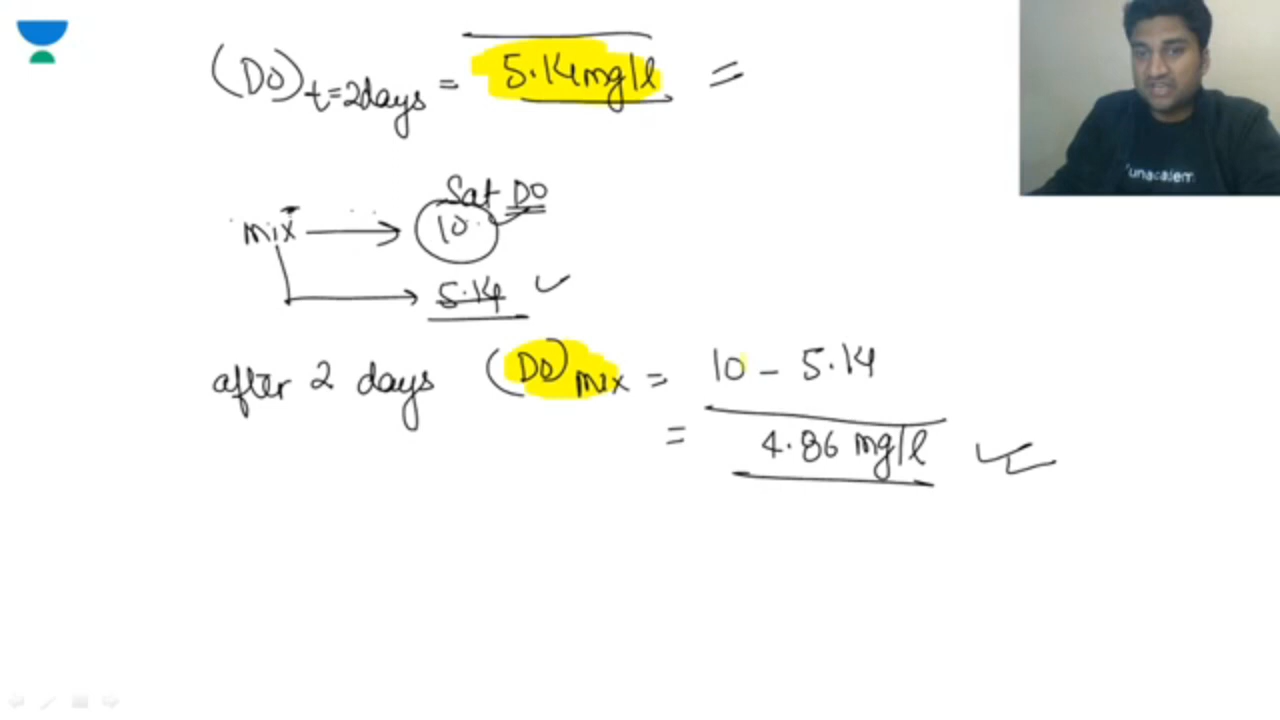 (DO)t=2days = 5.14mg/l =
Sat DO
mix → 10
→ 5.14 ✓
after 2 days (DO)mix = 10 - 5.14
= 4.86 mg/l ✓
unacadem